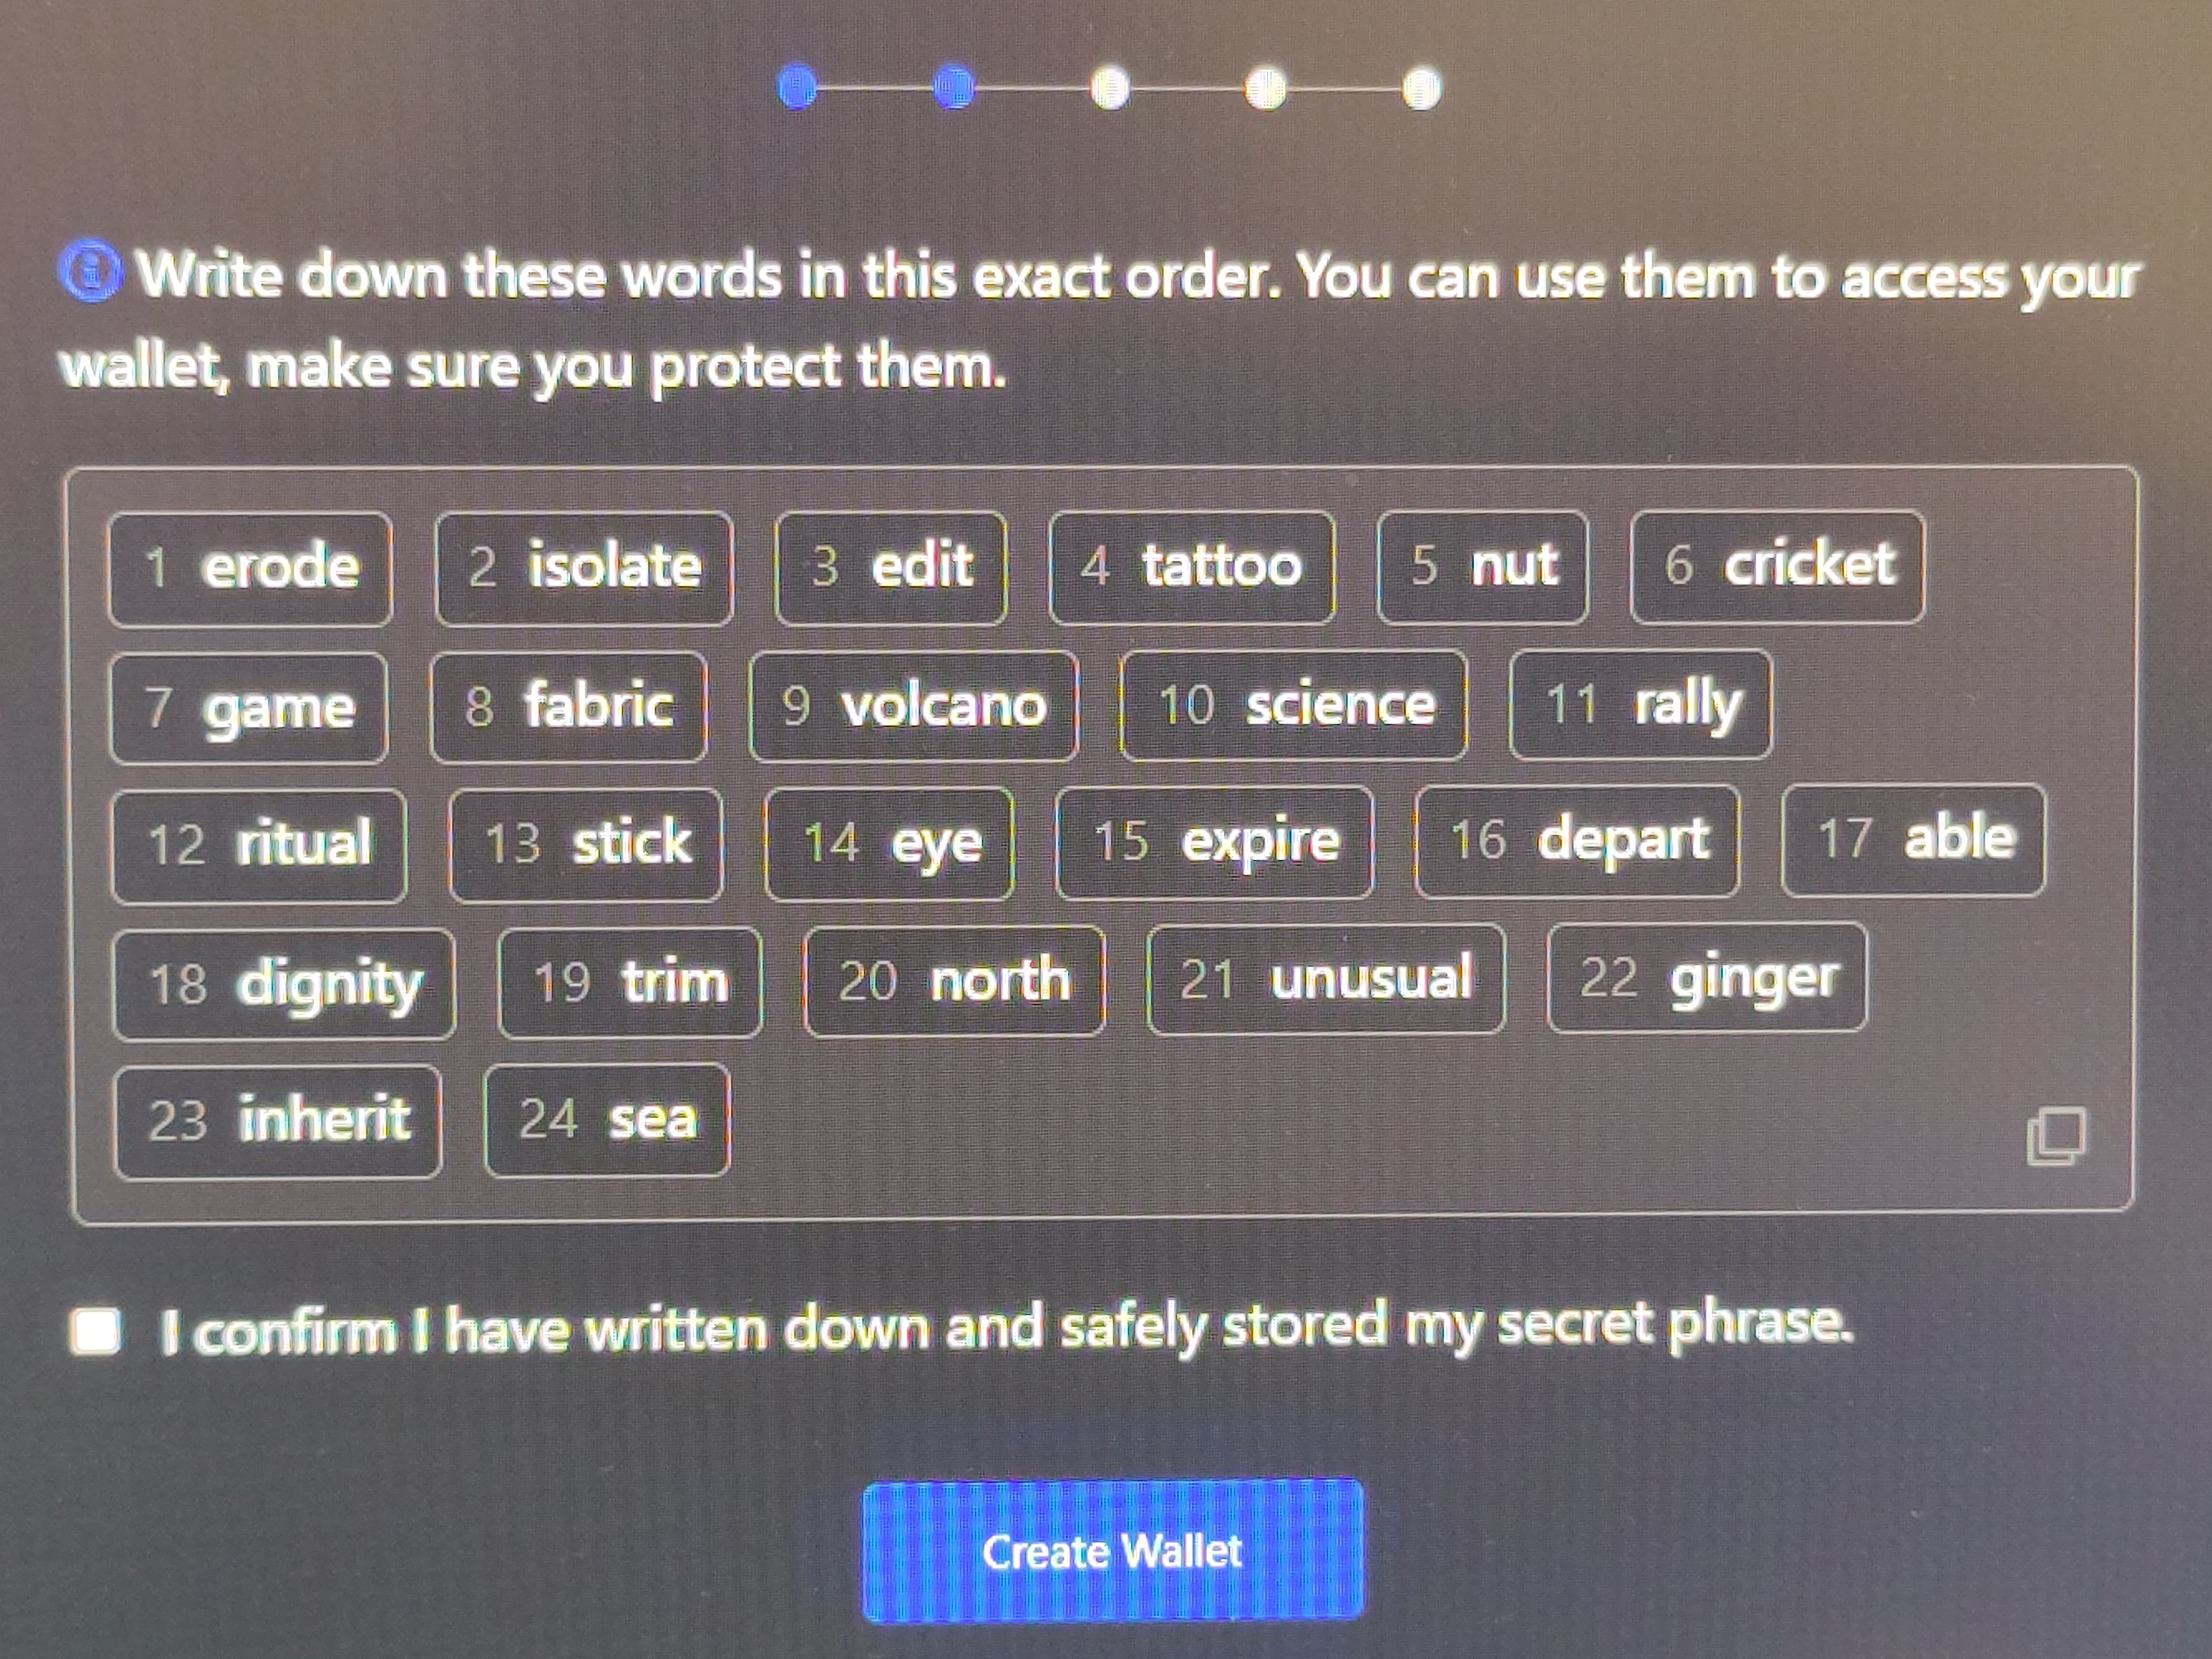 Write down these words in this exact order. You can use them to access your
wallet, make sure you protect them.
1 erode 2 isolate 3 edit 4 tattoo 5 nut 6 cricket
7 game 8 fabric 9 volcano 10 science 11 rally
12 ritual 13 stick 14 eye 15 expire 16 depart 17 able
18 dignity 19 trim 20 north 21 unusual 22 ginger
23 inherit 24 sea
I confirm I have written down and safely stored my secret phrase.
Create Wallet